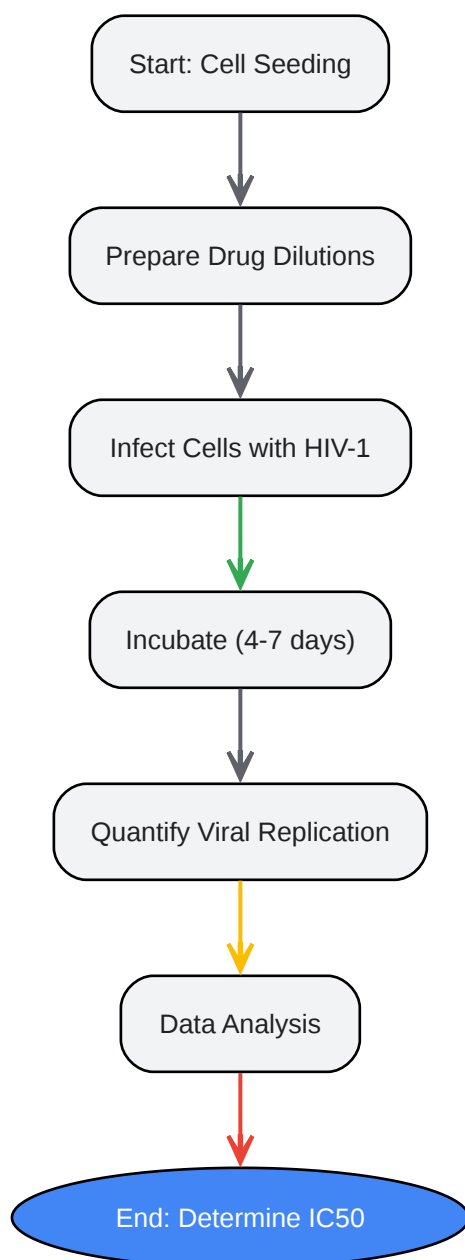 Start: Cell Seeding
Prepare Drug Dilutions
Infect Cells with HIV-1
Incubate (4-7 days)
Quantify Viral Replication
Data Analysis
End: Determine IC50